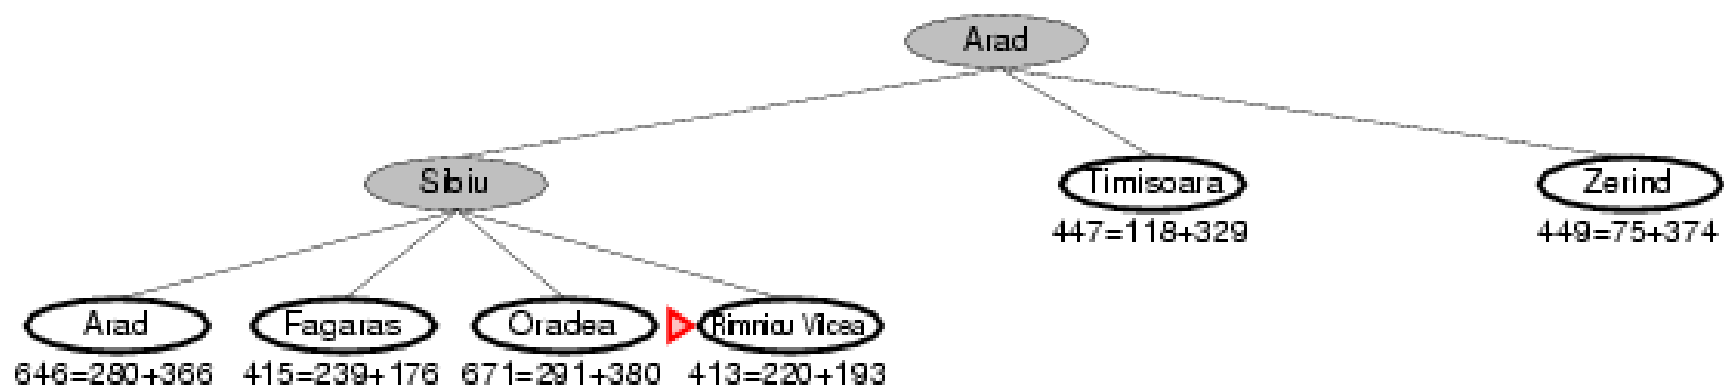 Arad
Sibiu
Timisoara
Zerind
447=118+329
449=75+374
Arad
Fagaras
Oradea
Rimnicu Vilcea
646=280+366
415=239+176
671=291+380
413=220+193